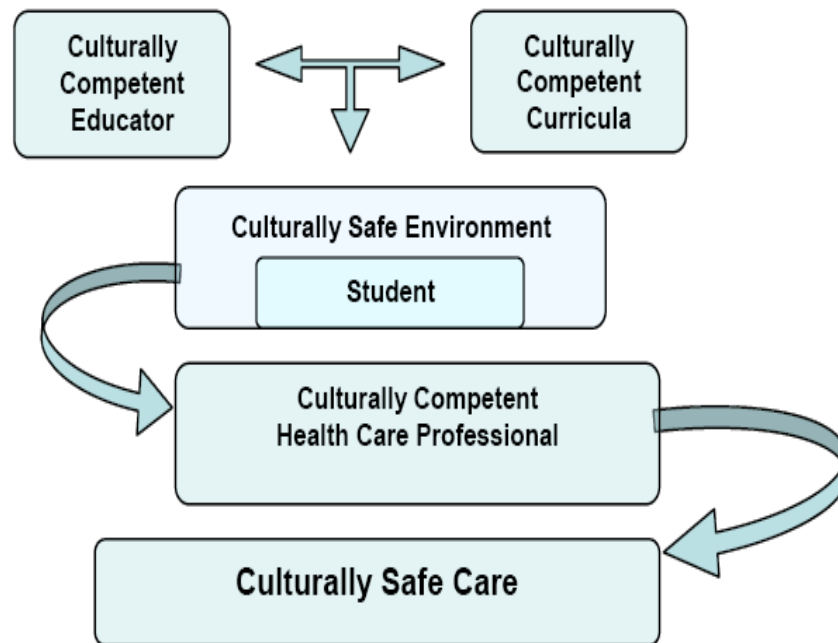 Culturally
Competent
Educator
Culturally
Competent
Curricula
Culturally Safe Environment
Student
Culturally Competent
Health Care Professional
Culturally Safe Care